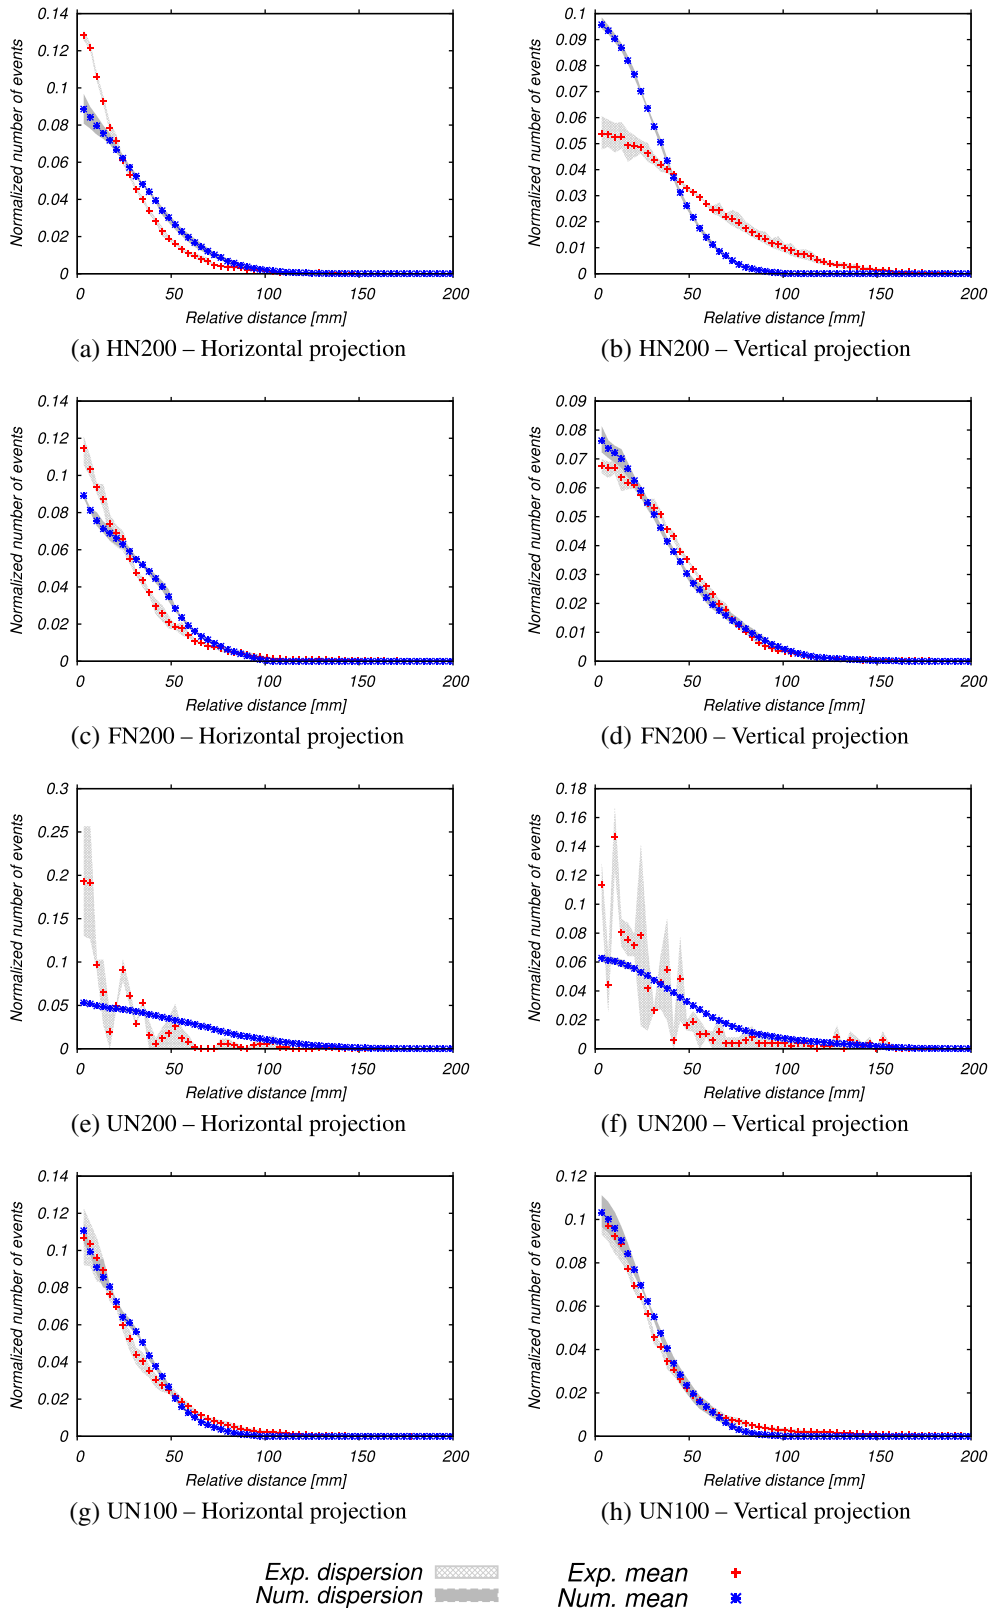 0.14
0.12
0.1
0.08
0.06
0.04
0.02
0
Normalized number of events
0 50 100 150 200
Relative distance [mm]
(a) HN200 – Horizontal projection
0.1
0.09
0.08
0.07
0.06
0.05
0.04
0.03
0.02
0.01
0
Normalized number of events
0 50 100 150 200
Relative distance [mm]
(b) HN200 – Vertical projection
0.14
0.12
0.1
0.08
0.06
0.04
0.02
0
Normalized number of events
0 50 100 150 200
Relative distance [mm]
(c) FN200 – Horizontal projection
0.09
0.08
0.07
0.06
0.05
0.04
0.03
0.02
0.01
0
Normalized number of events
0 50 100 150 200
Relative distance [mm]
(d) FN200 – Vertical projection
0.3
0.25
0.2
0.15
0.1
0.05
0
Normalized number of events
0 50 100 150 200
Relative distance [mm]
(e) UN200 – Horizontal projection
0.18
0.16
0.14
0.12
0.1
0.08
0.06
0.04
0.02
0
Normalized number of events
0 50 100 150 200
Relative distance [mm]
(f) UN200 – Vertical projection
0.14
0.12
0.1
0.08
0.06
0.04
0.02
0
Normalized number of events
0 50 100 150 200
Relative distance [mm]
(g) UN100 – Horizontal projection
0.12
0.1
0.08
0.06
0.04
0.02
0
Normalized number of events
0 50 100 150 200
Relative distance [mm]
(h) UN100 – Vertical projection
Exp. dispersion
Num. dispersion
Exp. mean
Num. mean